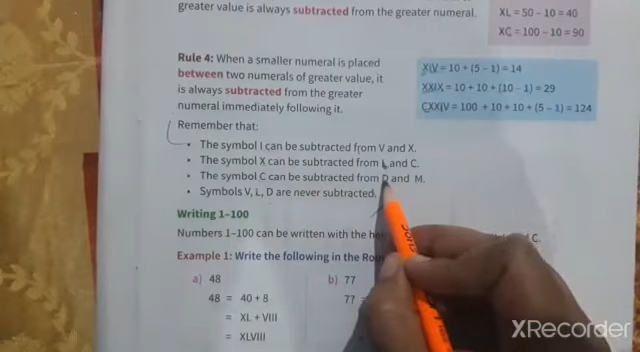 greater value is always subtracted from the greater numeral.
XL = 50 – 10 = 40
XC = 100 – 10 = 90
Rule 4: When a smaller numeral is placed
between two numerals of greater value, it
is always subtracted from the greater
numeral immediately following it.
XIV = 10 + (5 – 1) = 14
XXIX = 10 + 10 + (10 – 1) = 29
CXXIV = 100 + 10 + 10 + (5 – 1) = 124
Remember that:
• The symbol I can be subtracted from V and X.
• The symbol X can be subtracted from L and C.
• The symbol C can be subtracted from D and M.
• Symbols V, L, D are never subtracted.
Writing 1–100
Numbers 1–100 can be written with the C.
Example 1: Write the following in the
a) 48
48 = 40 + 8
= XL + VIII
= XLVIII
b) 77
77 =
XRecorder